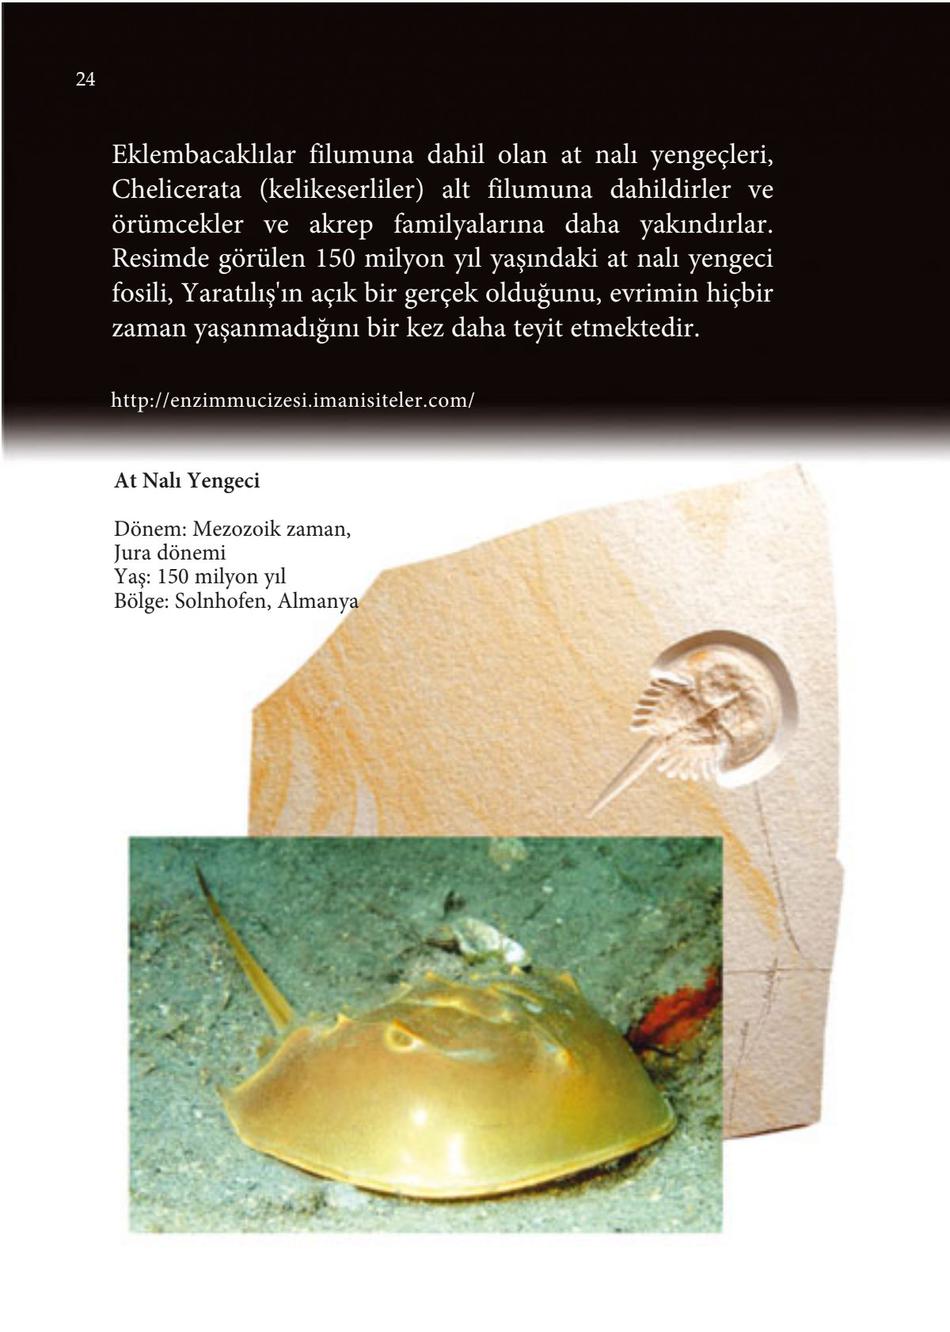 24
Eklembacaklılar filumuna dahil olan at nalı yengeçleri,
Chelicerata (kelikeserliler) alt filumuna dahildirler ve
örümcekler ve akrep familyalarına daha yakındırlar.
Resimde görülen 150 milyon yıl yaşındaki at nalı yengeci
fosili, Yaratılış'ın açık bir gerçek olduğunu, evrimin hiçbir
zaman yaşanmadığını bir kez daha teyit etmektedir.
http://enzimmucizesi.imanisiteler.com/
At Nalı Yengeci
Dönem: Mezozoik zaman,
Jura dönemi
Yaş: 150 milyon yıl
Bölge: Solnhofen, Almanya